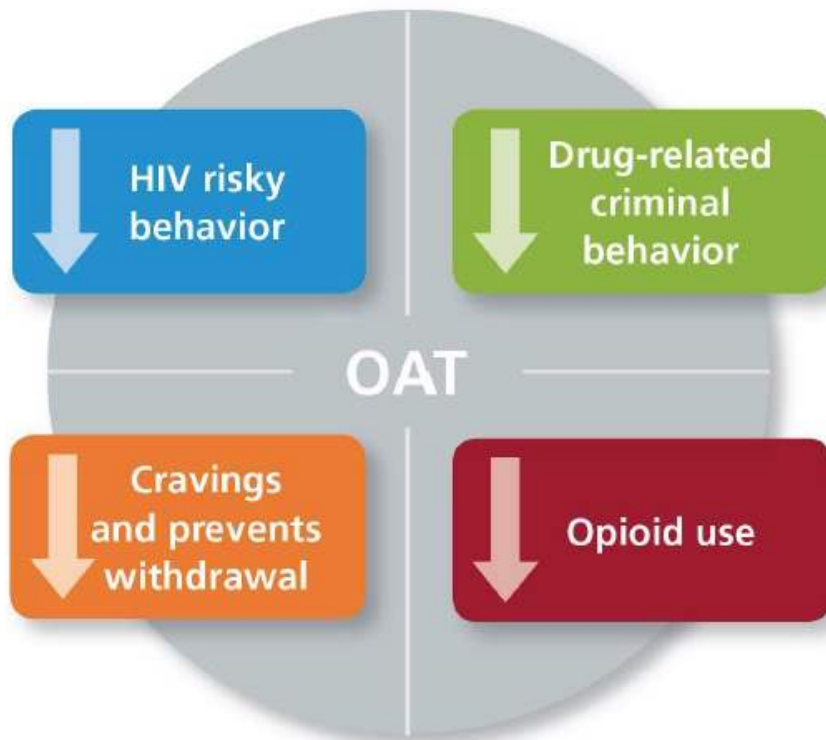 HIV risky
behavior
Drug-related
criminal
behavior
OAT
Cravings
and prevents
withdrawal
Opioid use